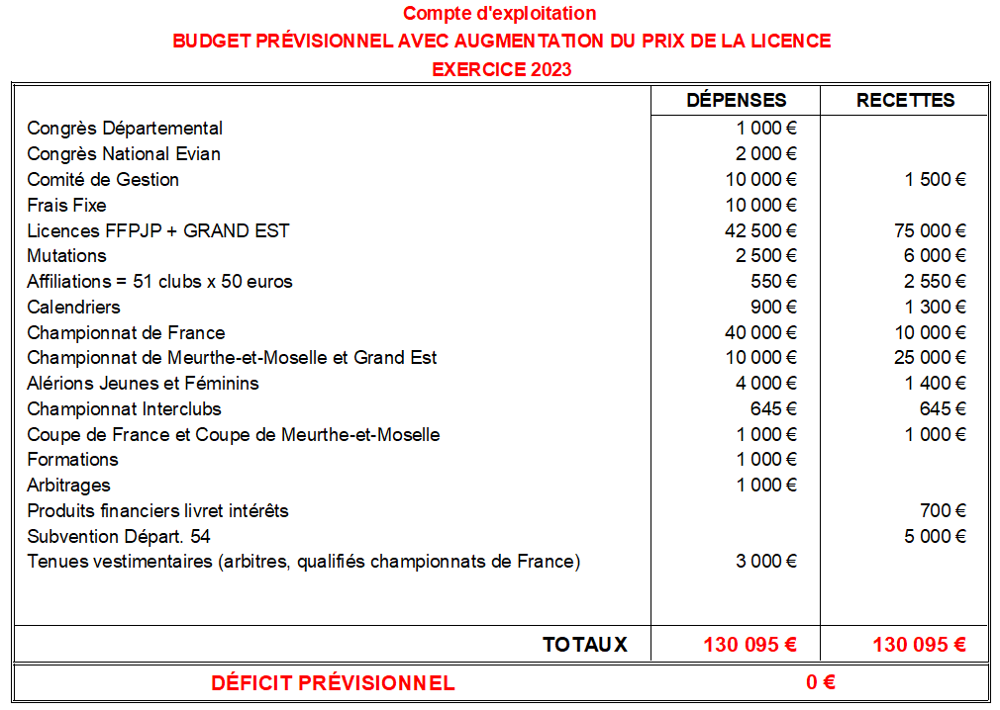 Compte d'exploitation
BUDGET PRÉVISIONNEL AVEC AUGMENTATION DU PRIX DE LA LICENCE
EXERCICE 2023
DÉPENSES RECETTES
Congrès Départemental 1 000 €
Congrès National Evian 2 000 €
Comité de Gestion 10 000 € 1 500 €
Frais Fixe 10 000 €
Licences FFPJP + GRAND EST 42 500 € 75 000 €
Mutations 2 500 € 6 000 €
Affiliations = 51 clubs x 50 euros 550 € 2 550 €
Calendriers 900 € 1 300 €
Championnat de France 40 000 € 10 000 €
Championnat de Meurthe-et-Moselle et Grand Est 10 000 € 25 000 €
Alérions Jeunes et Féminins 4 000 € 1 400 €
Championnat Interclubs 645 € 645 €
Coupe de France et Coupe de Meurthe-et-Moselle 1 000 € 1 000 €
Formations 1 000 €
Arbitrages 1 000 €
Produits financiers livret intérêts 700 €
Subvention Départ. 54 5 000 €
Tenues vestimentaires (arbitres, qualifiés championnats de France) 3 000 €
TOTAUX 130 095 € 130 095 €
DÉFICIT PRÉVISIONNEL 0 €